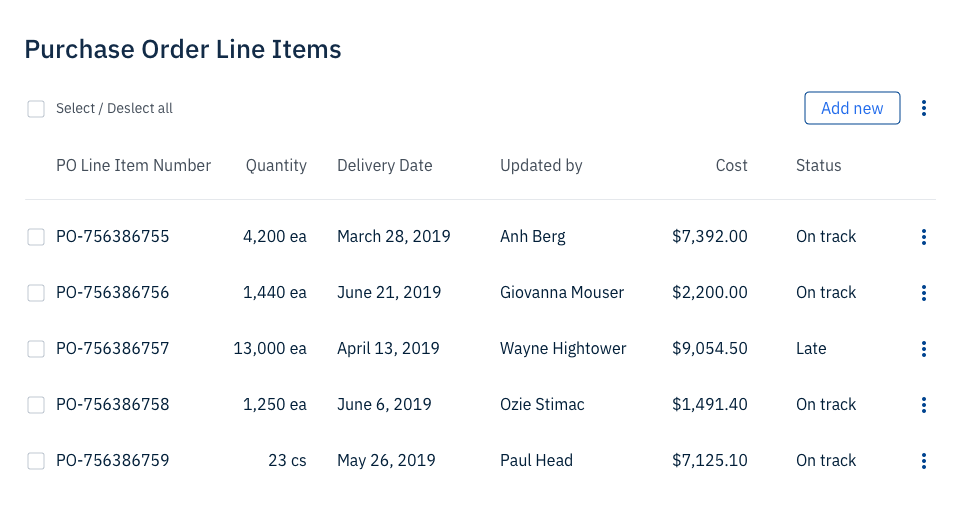 Purchase Order Line Items
Select / Deslect all Add new
PO Line Item Number Quantity Delivery Date Updated by Cost Status
PO-756386755 4,200 ea March 28, 2019 Anh Berg $7,392.00 On track
PO-756386756 1,440 ea June 21, 2019 Giovanna Mouser $2,200.00 On track
PO-756386757 13,000 ea April 13, 2019 Wayne Hightower $9,054.50 Late
PO-756386758 1,250 ea June 6, 2019 Ozie Stimac $1,491.40 On track
PO-756386759 23 cs May 26, 2019 Paul Head $7,125.10 On track